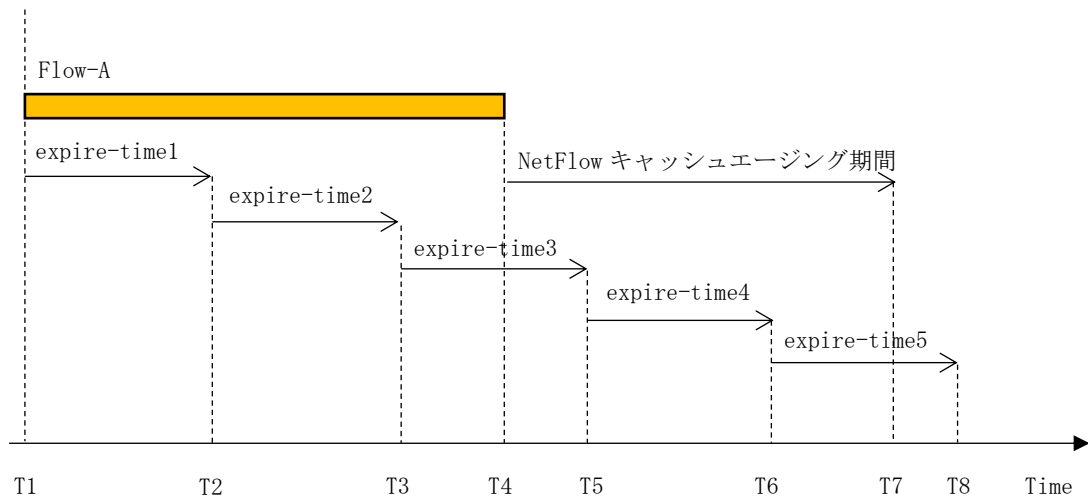 Flow-A
expire-time1
NetFlow キャッシュエージング期間
expire-time2
expire-time3
expire-time4
expire-time5
T1 T2 T3 T4 T5 T6 T7 T8 Time